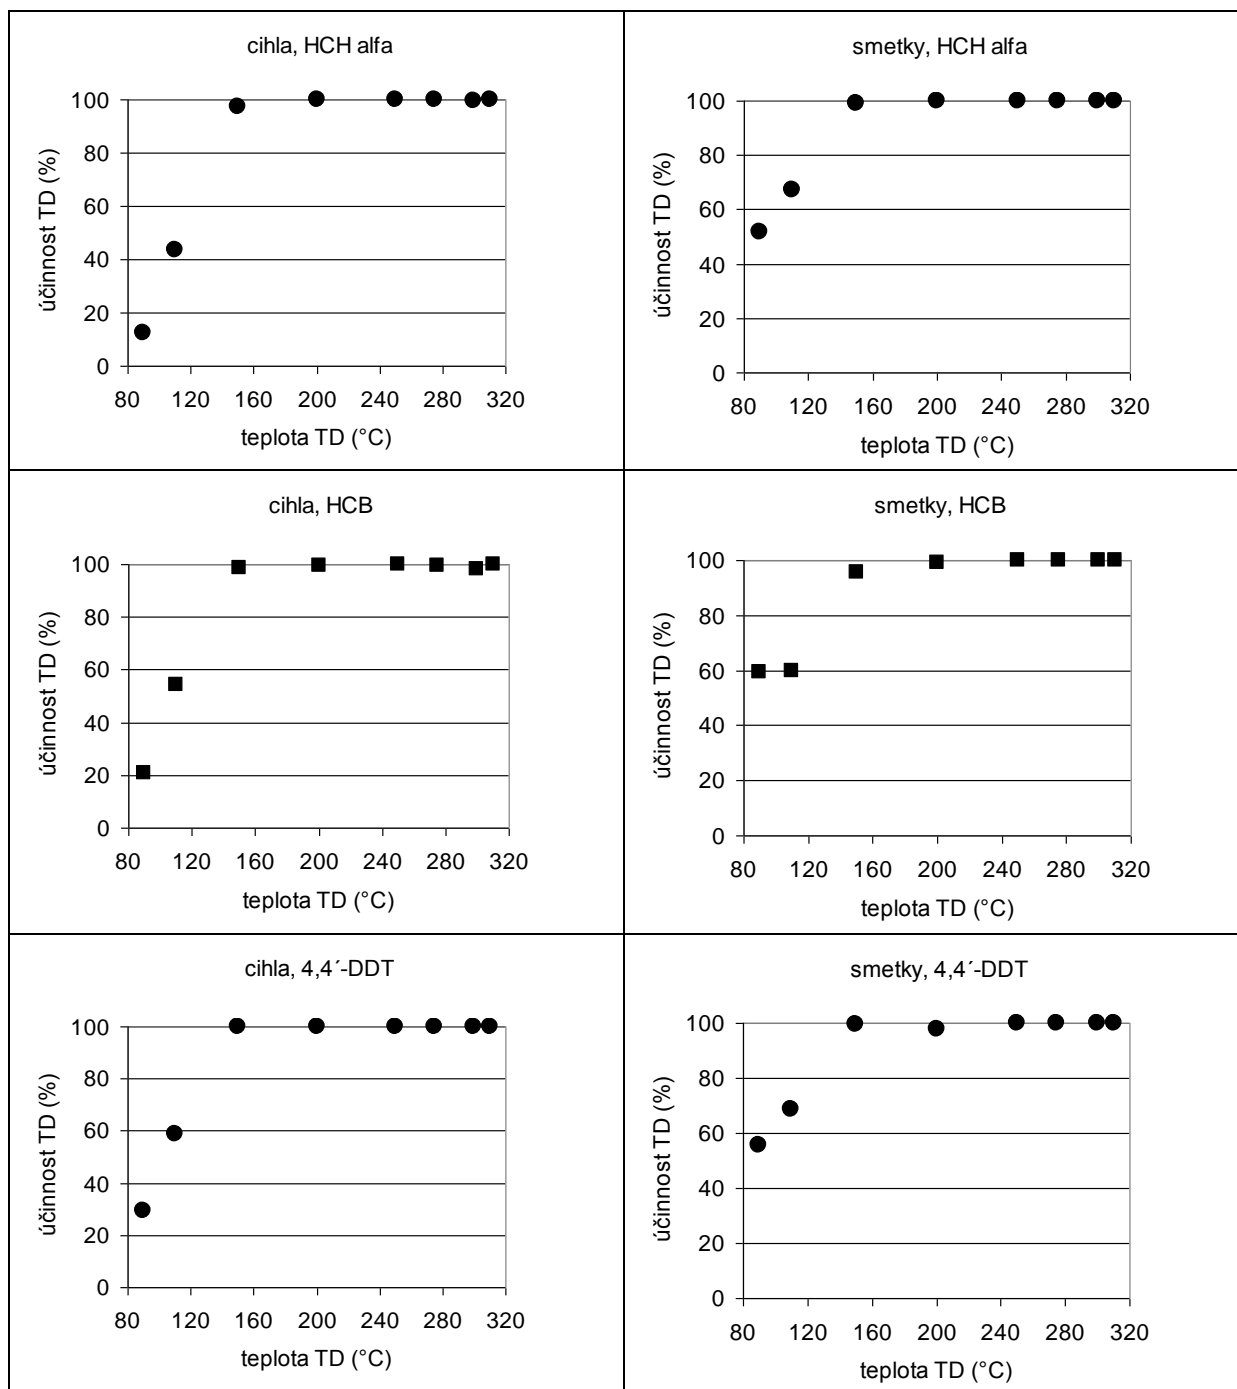 cihla, HCH alfa
účinnost TD (%)
100
80
60
40
20
0
80 120 160 200 240 280 320
teplota TD (°C)
smetky, HCH alfa
účinnost TD (%)
100
80
60
40
20
0
80 120 160 200 240 280 320
teplota TD (°C)
cihla, HCB
účinnost TD (%)
100
80
60
40
20
0
80 120 160 200 240 280 320
teplota TD (°C)
smetky, HCB
účinnost TD (%)
100
80
60
40
20
0
80 120 160 200 240 280 320
teplota TD (°C)
cihla, 4,4´-DDT
účinnost TD (%)
100
80
60
40
20
0
80 120 160 200 240 280 320
teplota TD (°C)
smetky, 4,4´-DDT
účinnost TD (%)
100
80
60
40
20
0
80 120 160 200 240 280 320
teplota TD (°C)